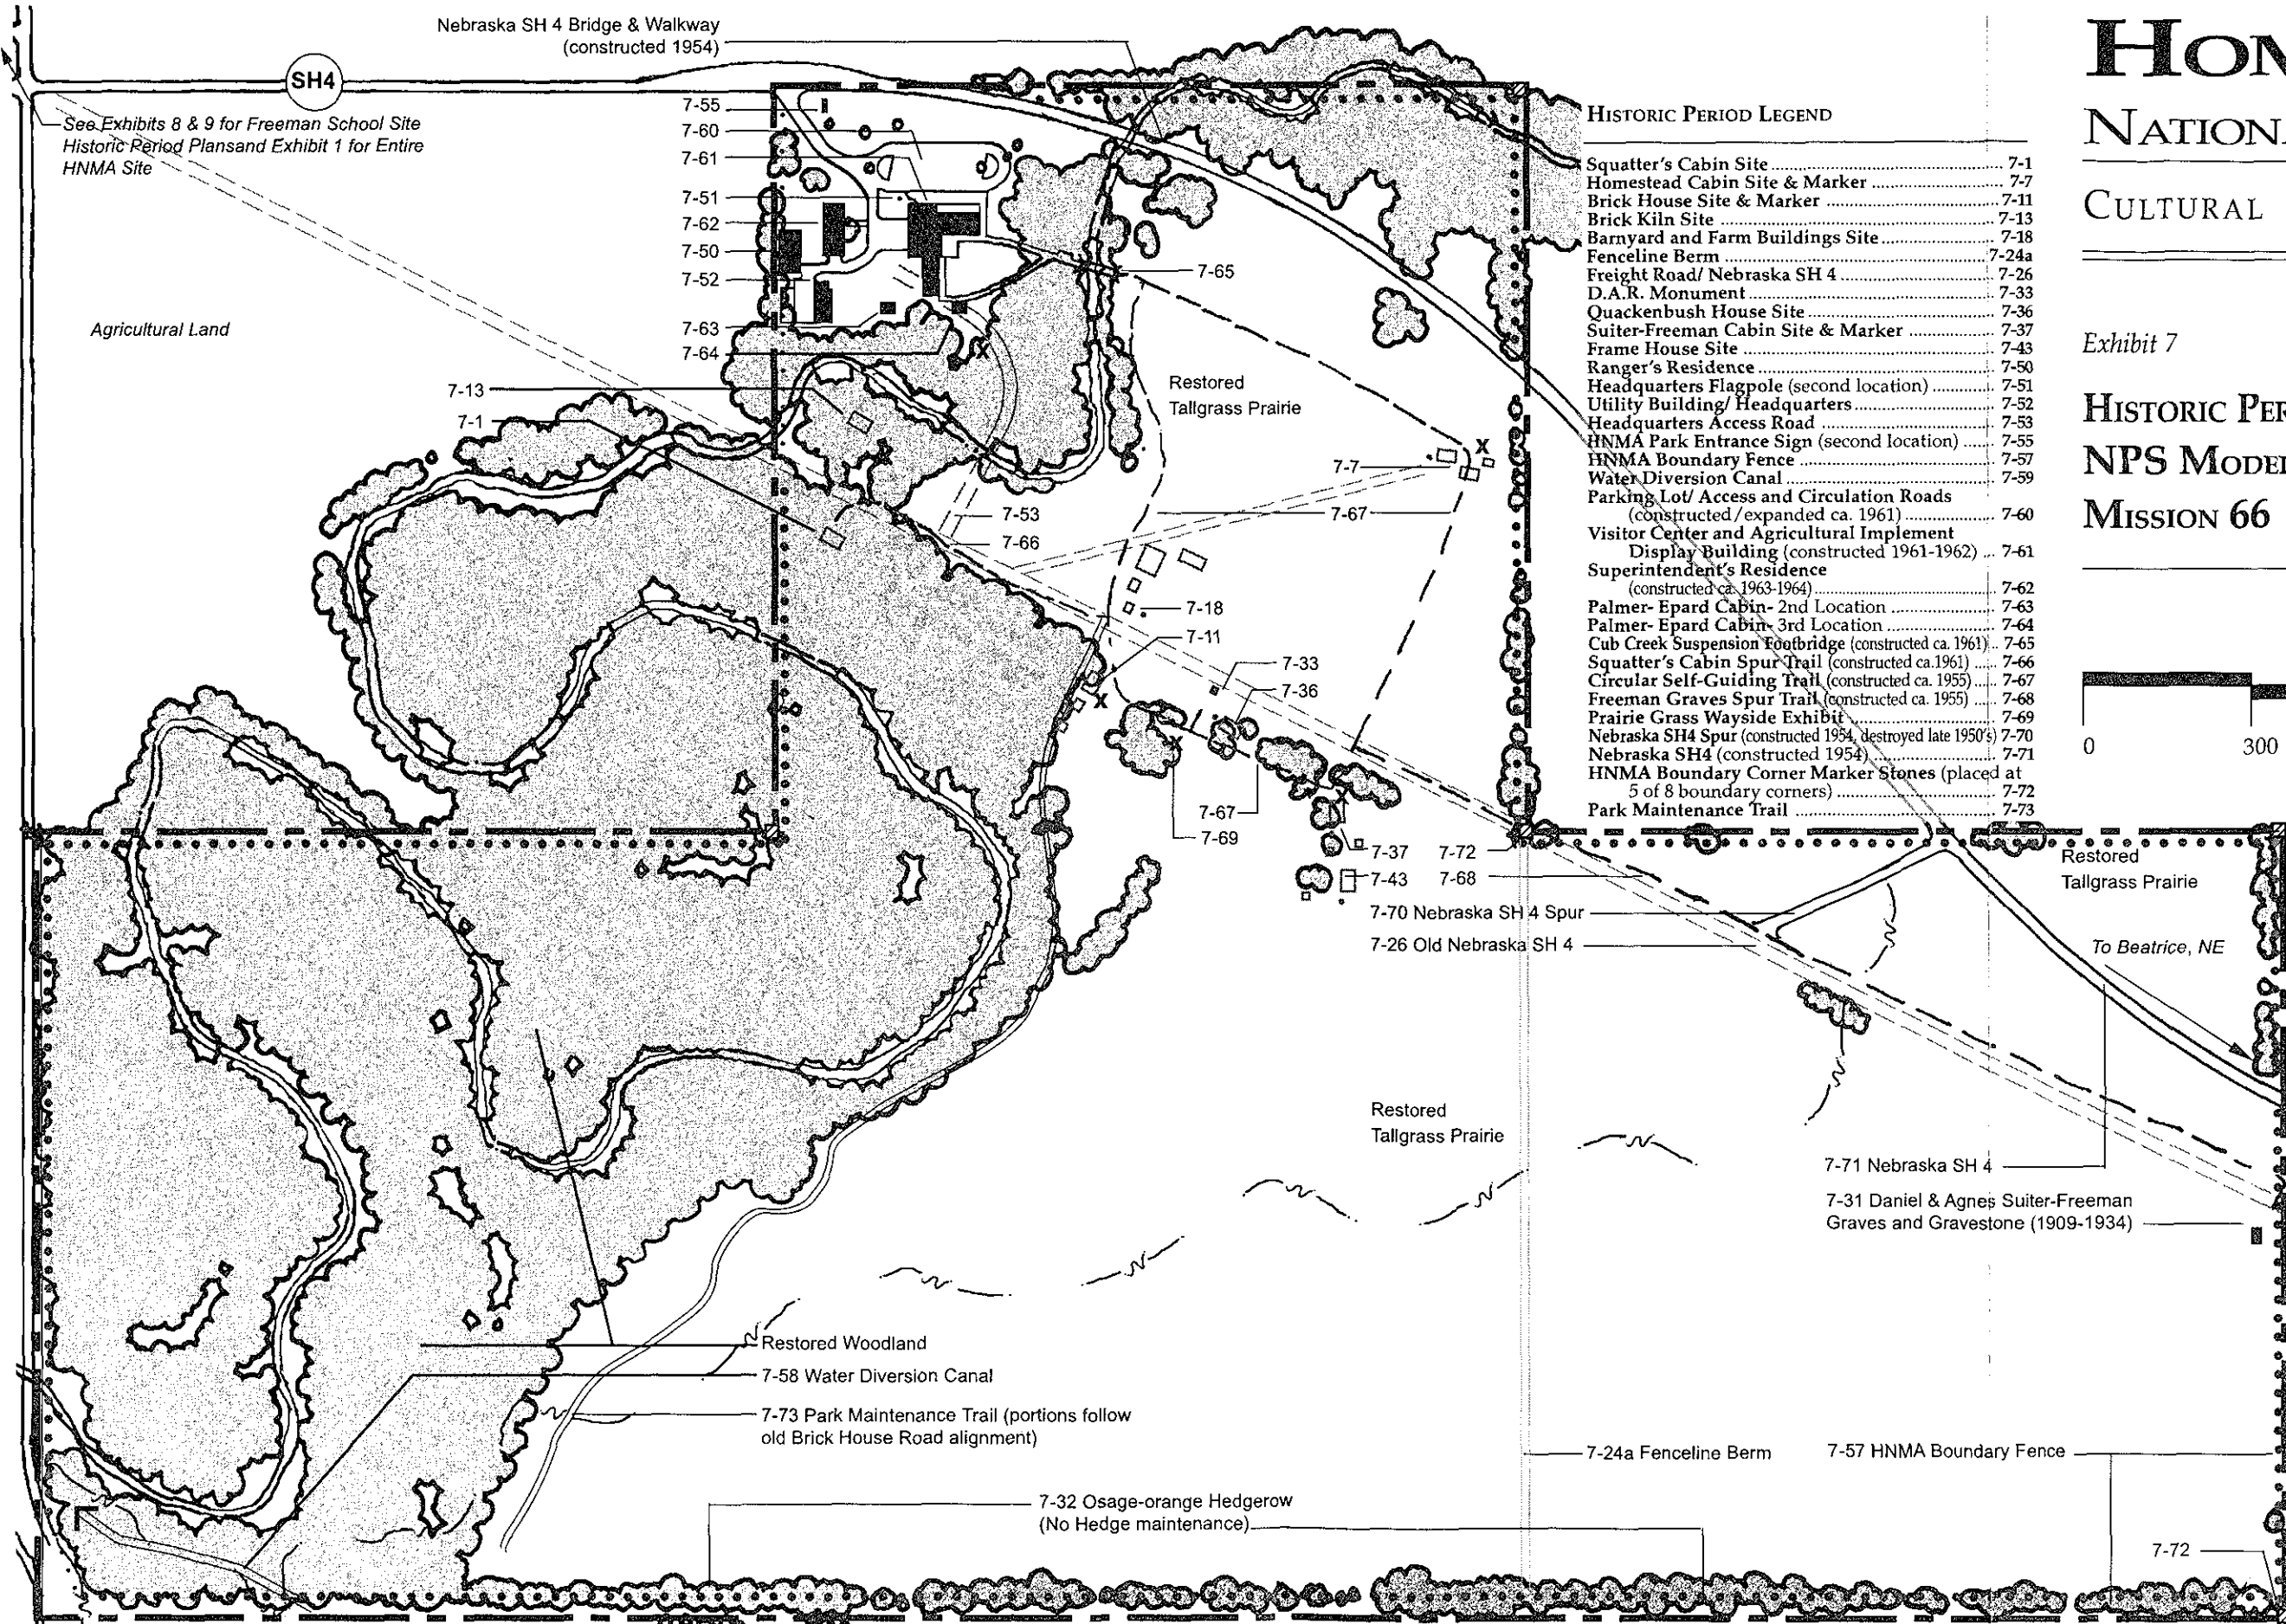 Nebraska SH 4 Bridge & Walkway
(constructed 1954)
SH4
See Exhibits 8 & 9 for Freeman School Site
Historic Period Plansand Exhibit 1 for Entire
HNMA Site
Agricultural Land
7-55
7-60
7-61
7-51
7-62
7-50
7-52
7-63
7-64
7-13
7-1
7-65
Restored
Tallgrass Prairie
7-7
7-67
7-53
7-66
7-18
7-11
7-33
7-36
7-67
7-69
7-37
7-72
7-43
7-68
7-70 Nebraska SH 4 Spur
7-26 Old Nebraska SH 4
X
X
X
X
HISTORIC PERIOD LEGEND
Squatter's Cabin Site ... 7-1
Homestead Cabin Site & Marker ... 7-7
Brick House Site & Marker ... 7-11
Brick Kiln Site ... 7-13
Barnyard and Farm Buildings Site ... 7-18
Fenceline Berm ... 7-24a
Freight Road/ Nebraska SH 4 ... 7-26
D.A.R. Monument ... 7-33
Quackenbush House Site ... 7-36
Suiter-Freeman Cabin Site & Marker ... 7-37
Frame House Site ... 7-43
Ranger's Residence ... 7-50
Headquarters Flagpole (second location) ... 7-51
Utility Building/ Headquarters ... 7-52
Headquarters Access Road ... 7-53
HNMA Park Entrance Sign (second location) ... 7-55
HNMA Boundary Fence ... 7-57
Water Diversion Canal ... 7-59
Parking Lot/ Access and Circulation Roads
(constructed/expanded ca. 1961) ... 7-60
Visitor Center and Agricultural Implement
Display Building (constructed 1961-1962) ... 7-61
Superintendent's Residence
(constructed ca. 1963-1964) ... 7-62
Palmer- Epard Cabin- 2nd Location ... 7-63
Palmer- Epard Cabin- 3rd Location ... 7-64
Cub Creek Suspension Footbridge (constructed ca. 1961) .. 7-65
Squatter's Cabin Spur Trail (constructed ca.1961) ... 7-66
Circular Self-Guiding Trail (constructed ca. 1955) ... 7-67
Freeman Graves Spur Trail (constructed ca. 1955) ... 7-68
Prairie Grass Wayside Exhibit ... 7-69
Nebraska SH4 Spur (constructed 1954, destroyed late 1950's) 7-70
Nebraska SH4 (constructed 1954) ... 7-71
HNMA Boundary Corner Marker Stones (placed at
5 of 8 boundary corners) ... 7-72
Park Maintenance Trail ... 7-73
HOM
NATION
CULTURAL
Exhibit 7
HISTORIC PER
NPS MODE
MISSION 66
0
300
Restored
Tallgrass Prairie
To Beatrice, NE
Restored
Tallgrass Prairie
7-71 Nebraska SH 4
7-31 Daniel & Agnes Suiter-Freeman
Graves and Gravestone (1909-1934)
Restored Woodland
7-58 Water Diversion Canal
7-73 Park Maintenance Trail (portions follow
old Brick House Road alignment)
7-24a Fenceline Berm
7-57 HNMA Boundary Fence
7-32 Osage-orange Hedgerow
(No Hedge maintenance)
7-72